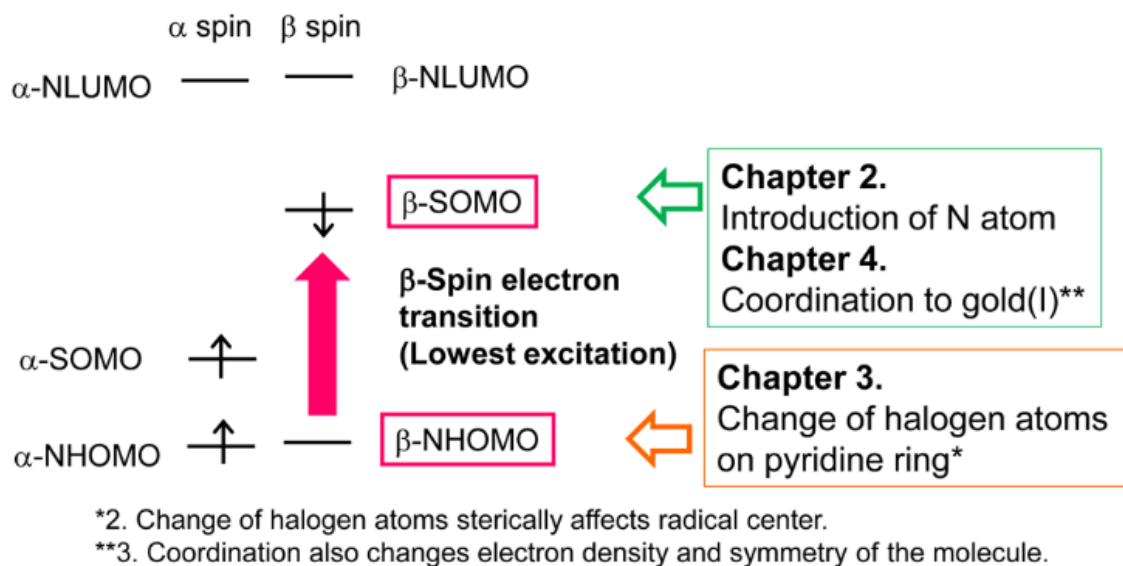 α spin β spin
α-NLUMO
β-NLUMO
β-SOMO
β-Spin electron
transition
(Lowest excitation)
α-SOMO
α-NHOMO
β-NHOMO
Chapter 2.
Introduction of N atom
Chapter 4.
Coordination to gold(I)**
Chapter 3.
Change of halogen atoms
on pyridine ring*
*2. Change of halogen atoms sterically affects radical center.
**3. Coordination also changes electron density and symmetry of the molecule.